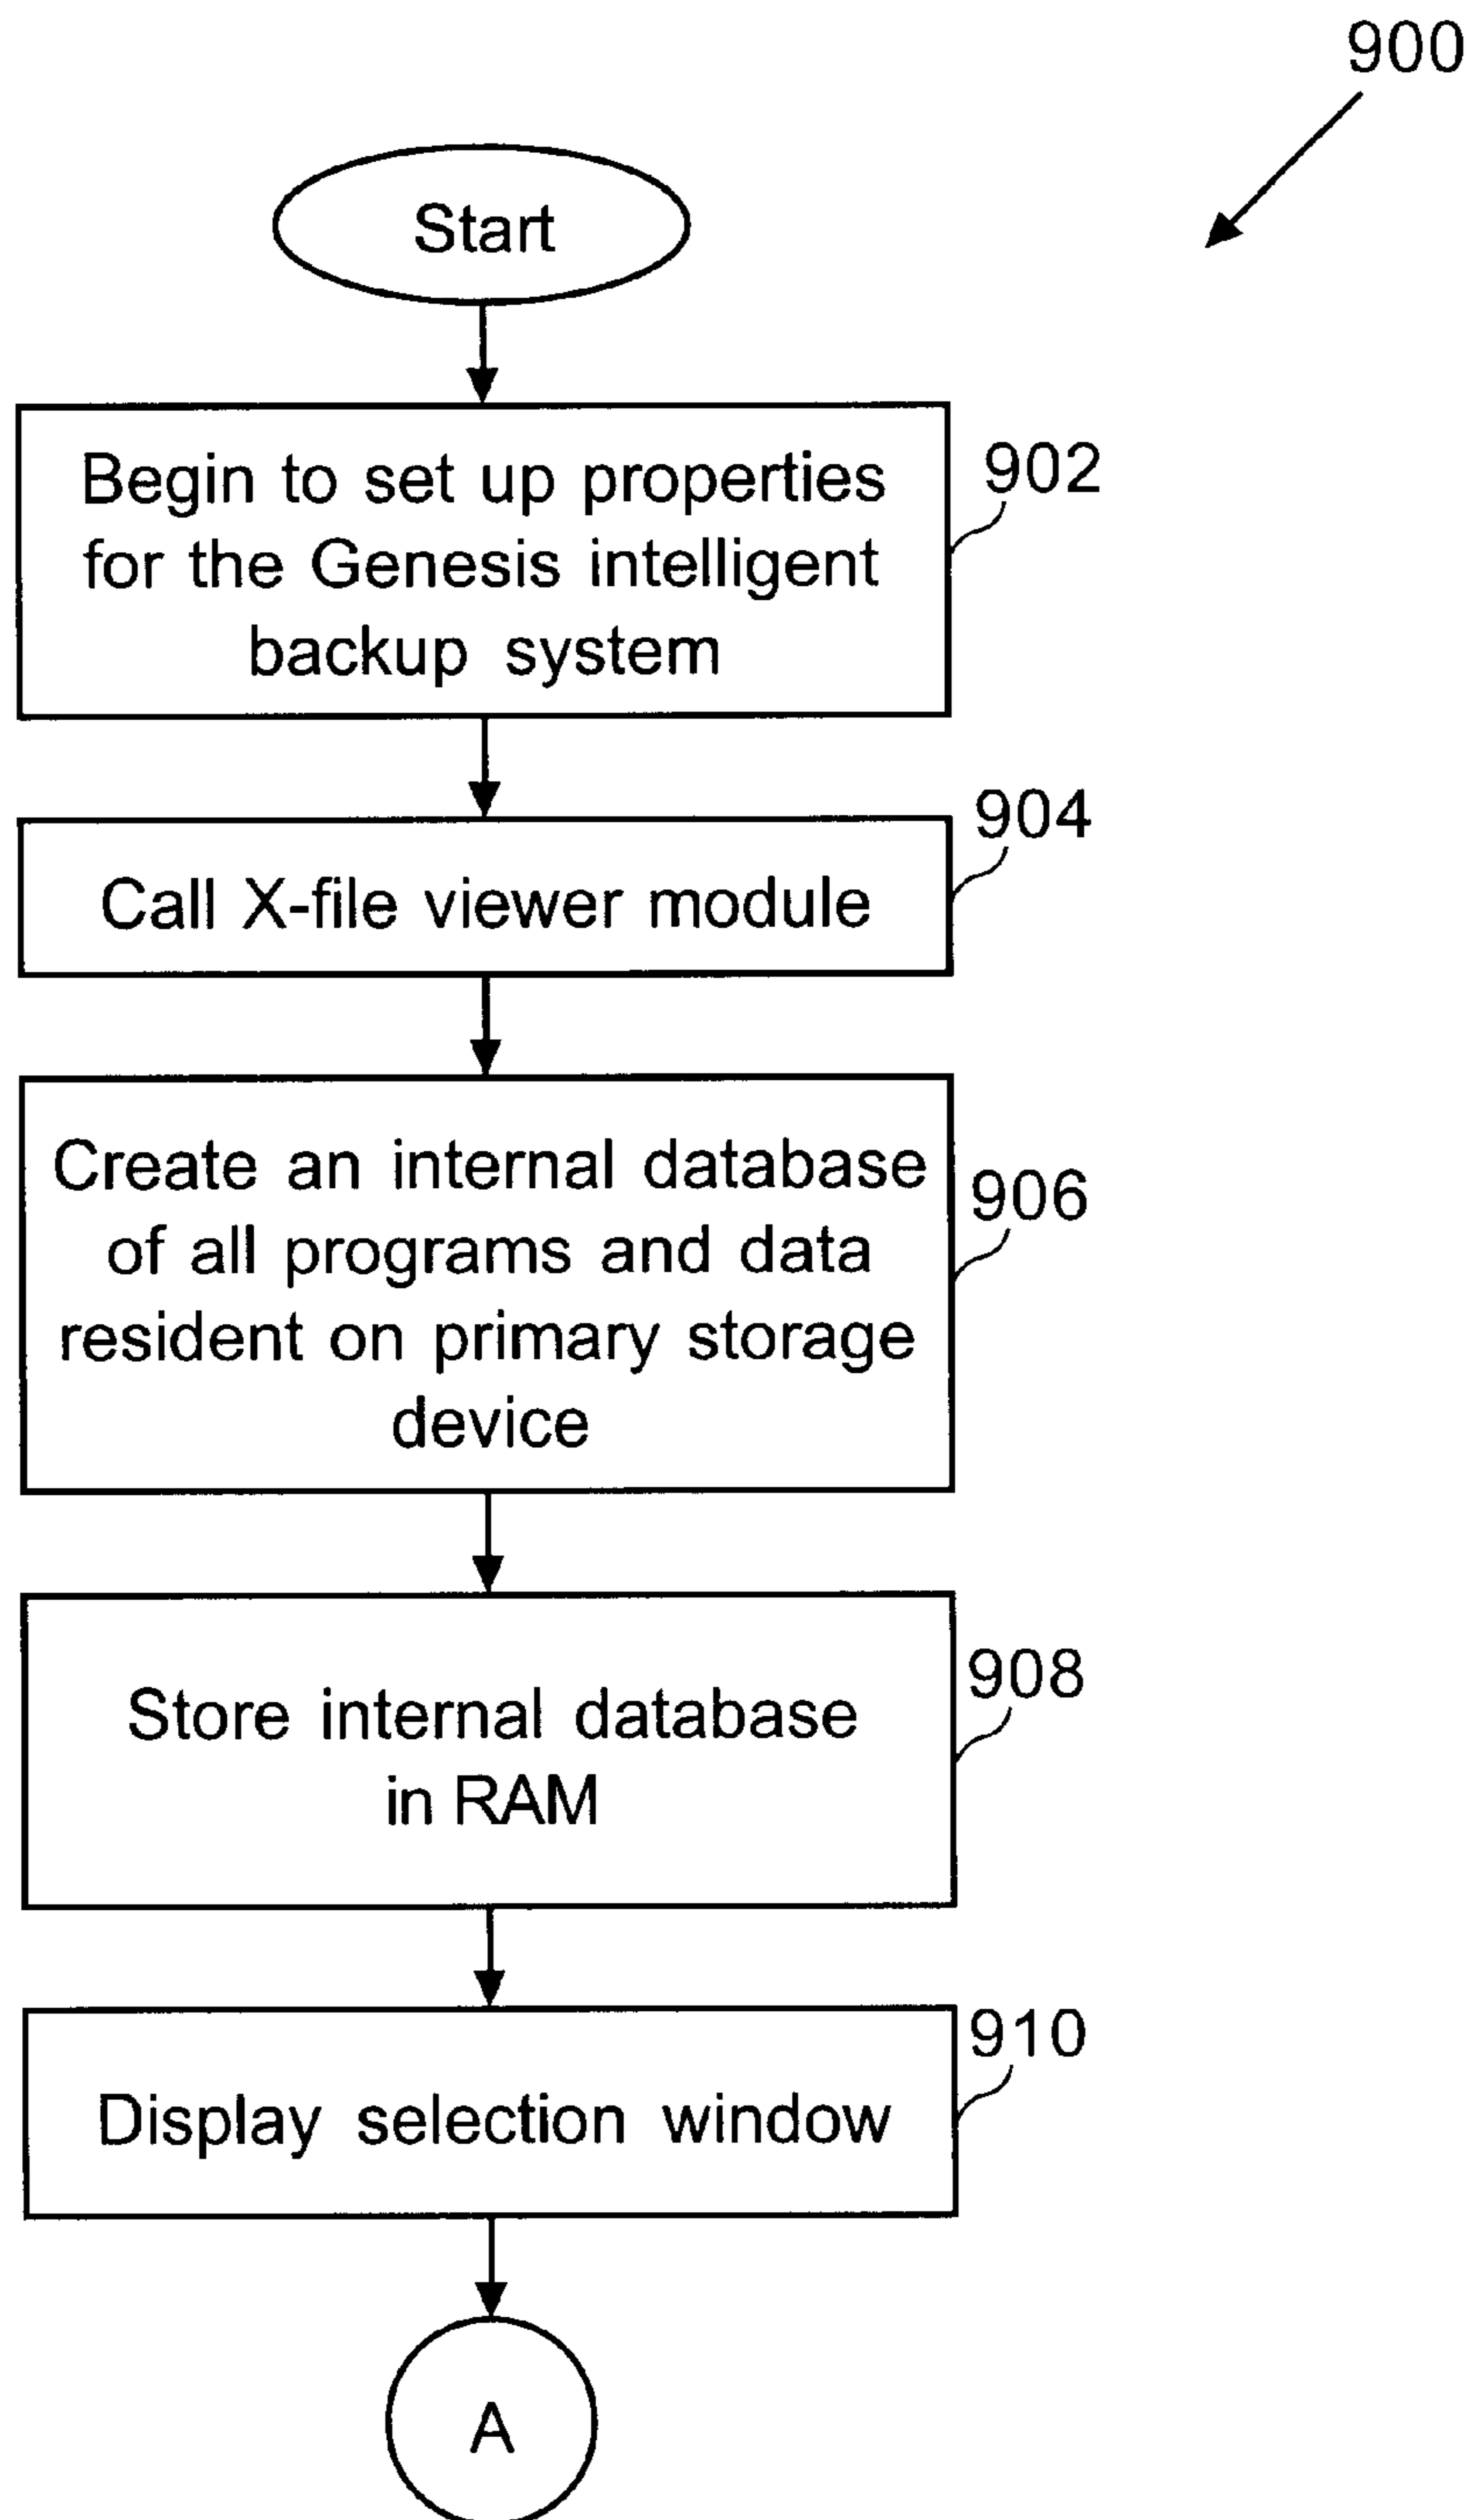 900
Start
Begin to set up properties
for the Genesis intelligent
backup system
902
Call X-file viewer module
904
Create an internal database
of all programs and data
resident on primary storage
device
906
Store internal database
in RAM
908
Display selection window
910
A